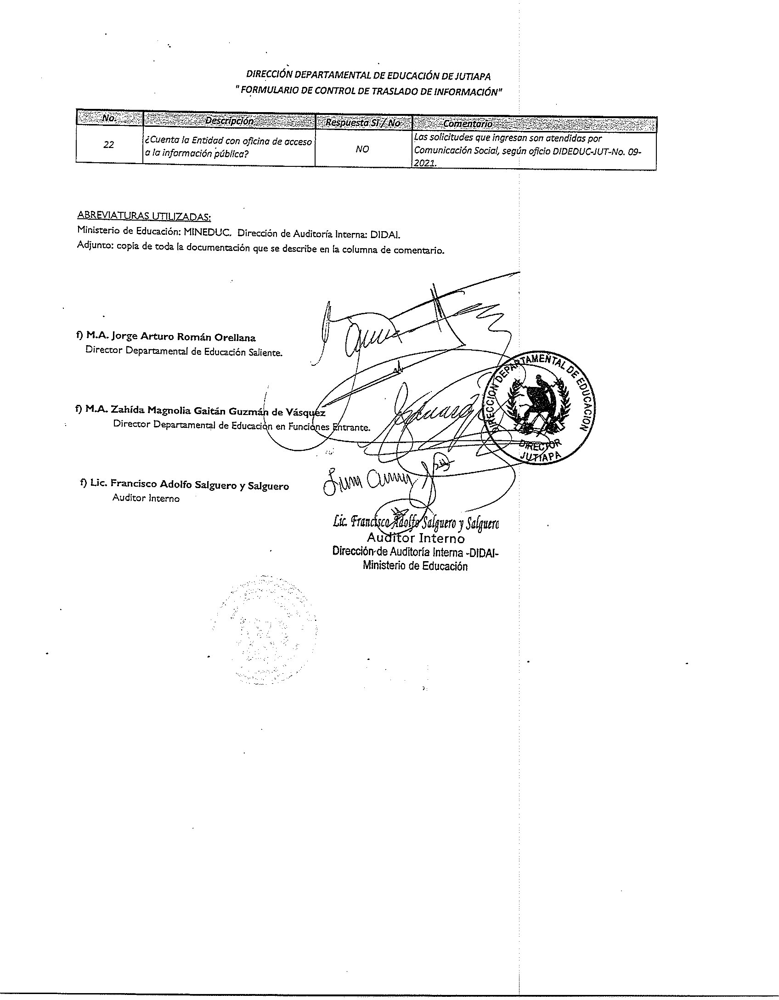 DIRECCIÓN DEPARTAMENTAL DE EDUCACIÓN DE JUTIAPA
" FORMULARIO DE CONTROL DE TRASLADO DE INFORMACIÓN"
No. Descripción Respuesta SI / No Comentario
22 ¿Cuenta la Entidad con oficina de acceso a la información pública? NO Las solicitudes que ingresan son atendidas por
Comunicación Social, según oficio DIDEDUC-JUT-No. 09-
2021.
ABREVIATURAS UTILIZADAS:
Ministerio de Educación: MINEDUC. Dirección de Auditoría Interna: DIDAI.
Adjunto: copia de toda la documentación que se describe en la columna de comentario.
f) M.A. Jorge Arturo Román Orellana
Director Departamental de Educación Saliente.
f) M.A. Zahída Magnolia Gaitán Guzmán de Vásquez
Director Departamental de Educación en Funciones Entrante.
DIRECCION DEPARTAMENTAL DE EDUCACION
DIRECTOR
JUTIAPA
f) Lic. Francisco Adolfo Salguero y Salguero
Auditor Interno
Lic. Francisco Adolfo Salguero y Salguero
Auditor Interno
Dirección de Auditoría Interna -DIDAI-
Ministerio de Educación